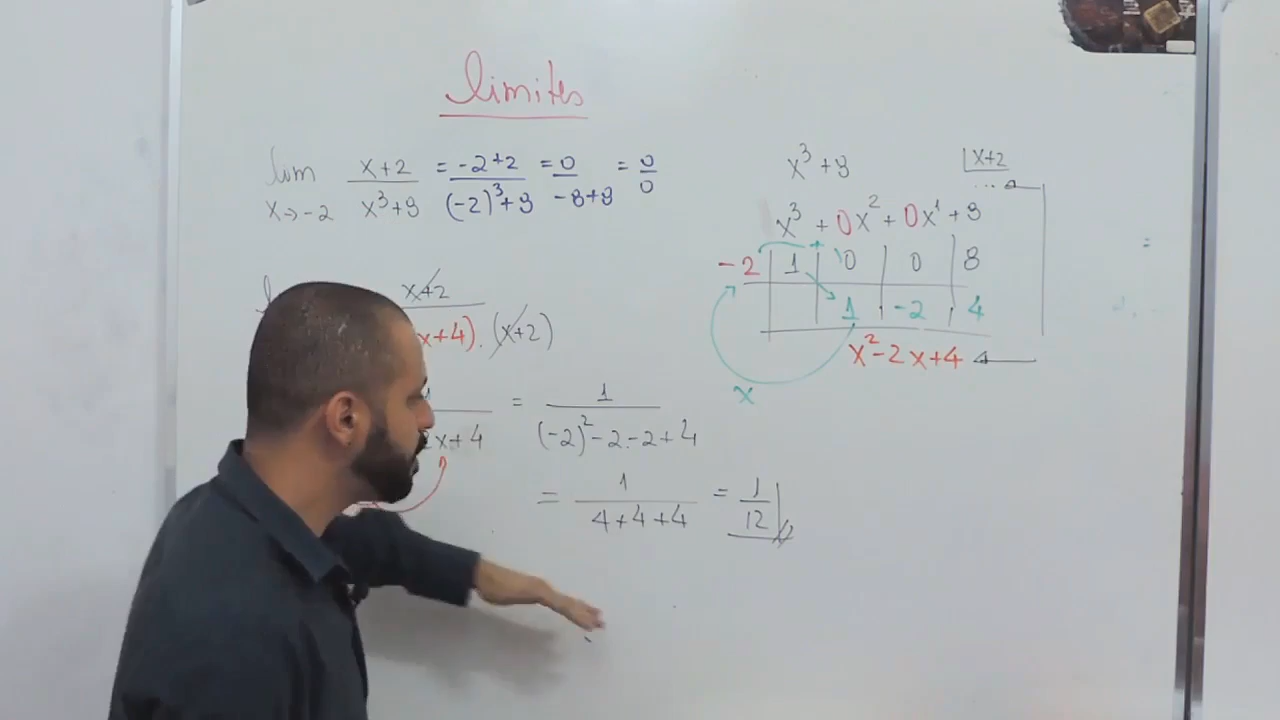 limites
lim x+2 / x³+8 = -2+2 / (-2)³+8 = 0 / -8+8 = 0 / 0
x→-2
x+2
x+4).(x+2)
1
2x+4
= 1 / (-2)²-2.-2+4
= 1 / 4+4+4 = 1 / 12
x³+8 x+2
...
x³+0x²+0x¹+8
-2 1 0 0 8
1 -2 4
x²-2x+4
x
=